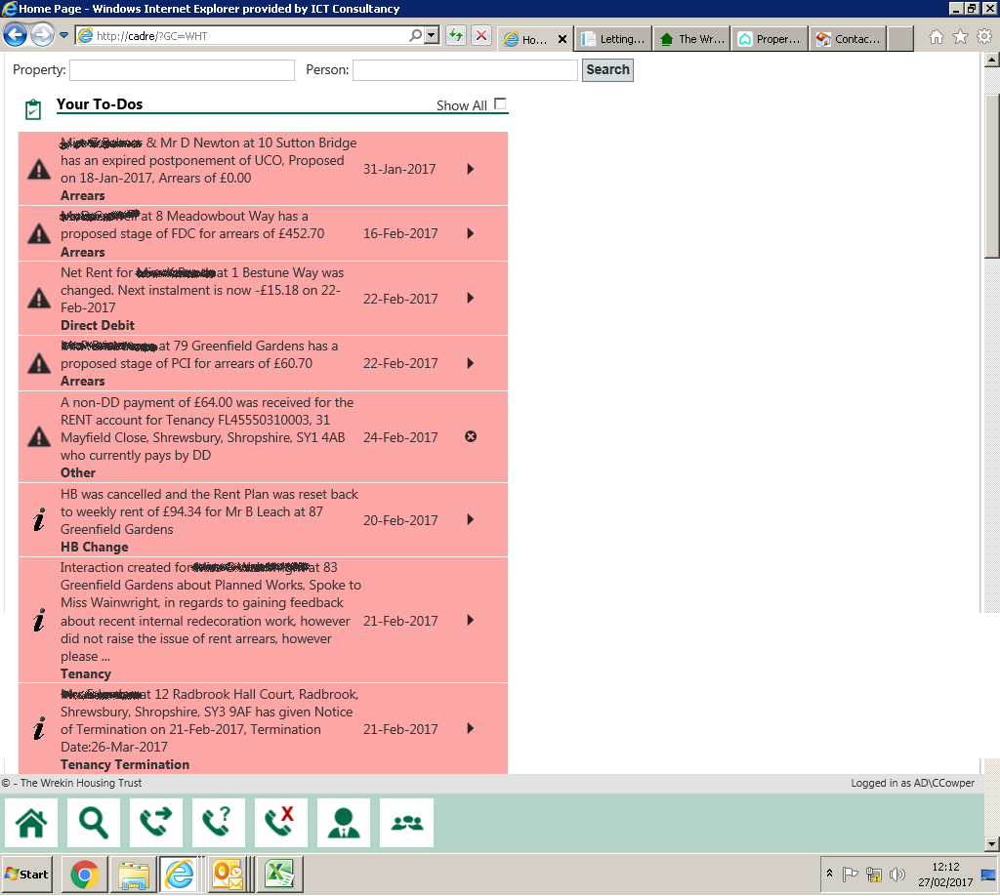 Home Page - Windows Internet Explorer provided by ICT Consultancy
http://cadre/?GC=WHT
Ho...
Letting...
The Wr...
Proper...
Contac...
Property:
Person:
Search
Your To-Dos
Show All
& Mr D Newton at 10 Sutton Bridge
has an expired postponement of UCO, Proposed
on 18-Jan-2017, Arrears of £0.00
31-Jan-2017
Arrears
at 8 Meadowbout Way has a
proposed stage of FDC for arrears of £452.70
16-Feb-2017
Arrears
Net Rent for
at 1 Bestune Way was
changed. Next instalment is now -£15.18 on 22-
Feb-2017
22-Feb-2017
Direct Debit
at 79 Greenfield Gardens has a
proposed stage of PCI for arrears of £60.70
22-Feb-2017
Arrears
A non-DD payment of £64.00 was received for the
RENT account for Tenancy FL45550310003, 31
Mayfield Close, Shrewsbury, Shropshire, SY1 4AB
who currently pays by DD
24-Feb-2017
Other
HB was cancelled and the Rent Plan was reset back
to weekly rent of £94.34 for Mr B Leach at 87
Greenfield Gardens
20-Feb-2017
HB Change
Interaction created for
at 83
Greenfield Gardens about Planned Works, Spoke to
Miss Wainwright, in regards to gaining feedback
about recent internal redecoration work, however
did not raise the issue of rent arrears, however
please ...
21-Feb-2017
Tenancy
at 12 Radbrook Hall Court, Radbrook,
Shrewsbury, Shropshire, SY3 9AF has given Notice
of Termination on 21-Feb-2017, Termination
Date:26-Mar-2017
21-Feb-2017
Tenancy Termination
© - The Wrekin Housing Trust
Logged in as AD\CCowper
Start
12:12
27/02/2017